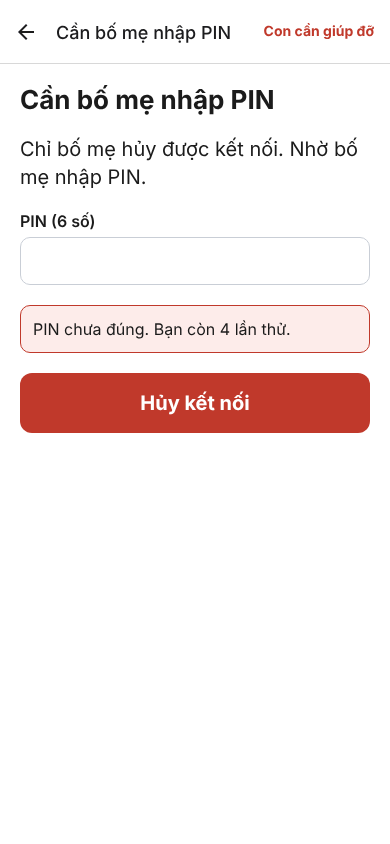 Cần bố mẹ nhập PIN
Con cần giúp đỡ
Cần bố mẹ nhập PIN
Chỉ bố mẹ hủy được kết nối. Nhờ bố
mẹ nhập PIN.
PIN (6 số)
PIN chưa đúng. Bạn còn 4 lần thử.
Hủy kết nối